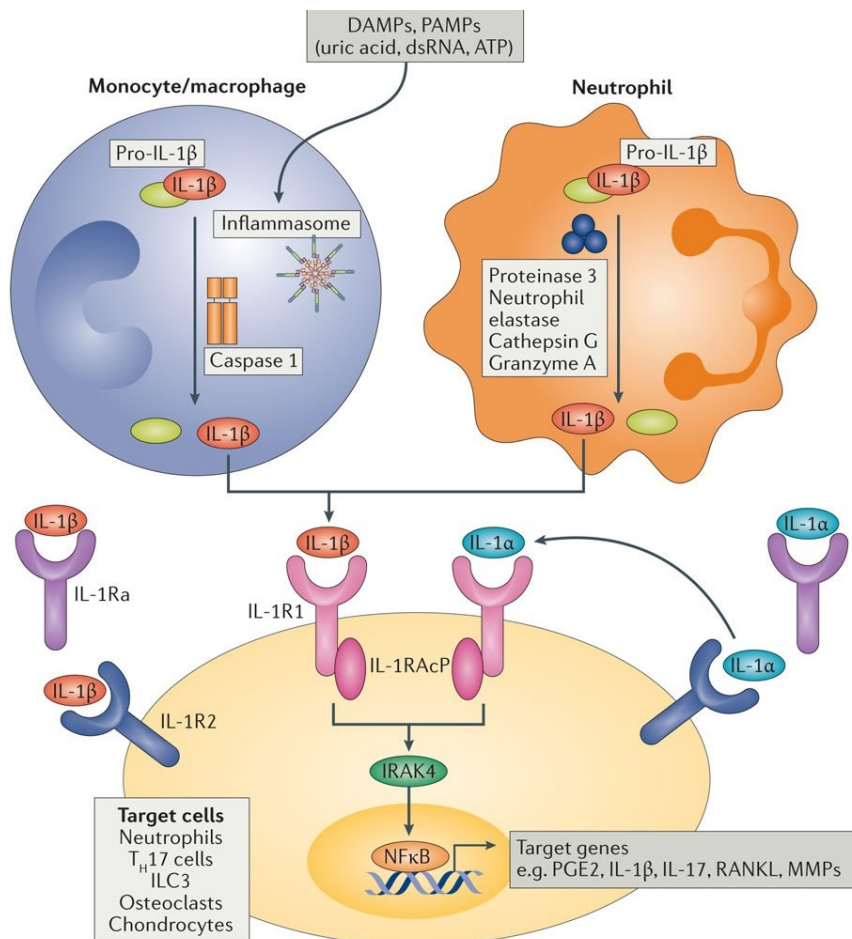 DAMPs, PAMPs
(uric acid, dsRNA, ATP)
Monocyte/macrophage
Neutrophil
Pro-IL-1β
IL-1β
Inflammasome
Caspase 1
IL-1β
Pro-IL-1β
IL-1β
Proteinase 3
Neutrophil
elastase
Cathepsin G
Granzyme A
IL-1β
IL-1β
IL-1Ra
IL-1β
IL-1R1
IL-1α
IL-1α
IL-1RAcP
IL-1β
IL-1R2
IL-1α
IRAK4
NFκB
Target cells
Neutrophils
T_H17 cells
ILC3
Osteoclasts
Chondrocytes
Target genes
e.g. PGE2, IL-1β, IL-17, RANKL, MMPs